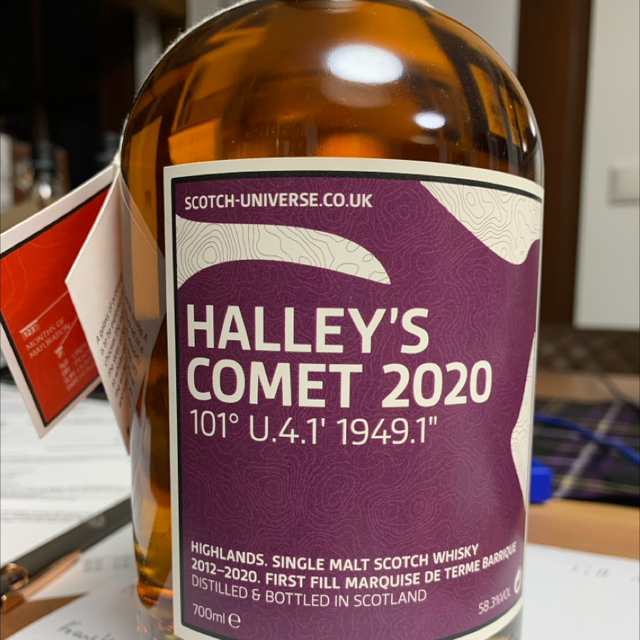 SCOTCH-UNIVERSE.CO.UK
HALLEY'S
COMET 2020
101° U.4.1' 1949.1"
HIGHLANDS. SINGLE MALT SCOTCH WHISKY
2012–2020. FIRST FILL MARQUISE DE TERME BARRIQUE
DISTILLED & BOTTLED IN SCOTLAND
700ml e
58.3%VOL
MONTHS OF
MATURATION